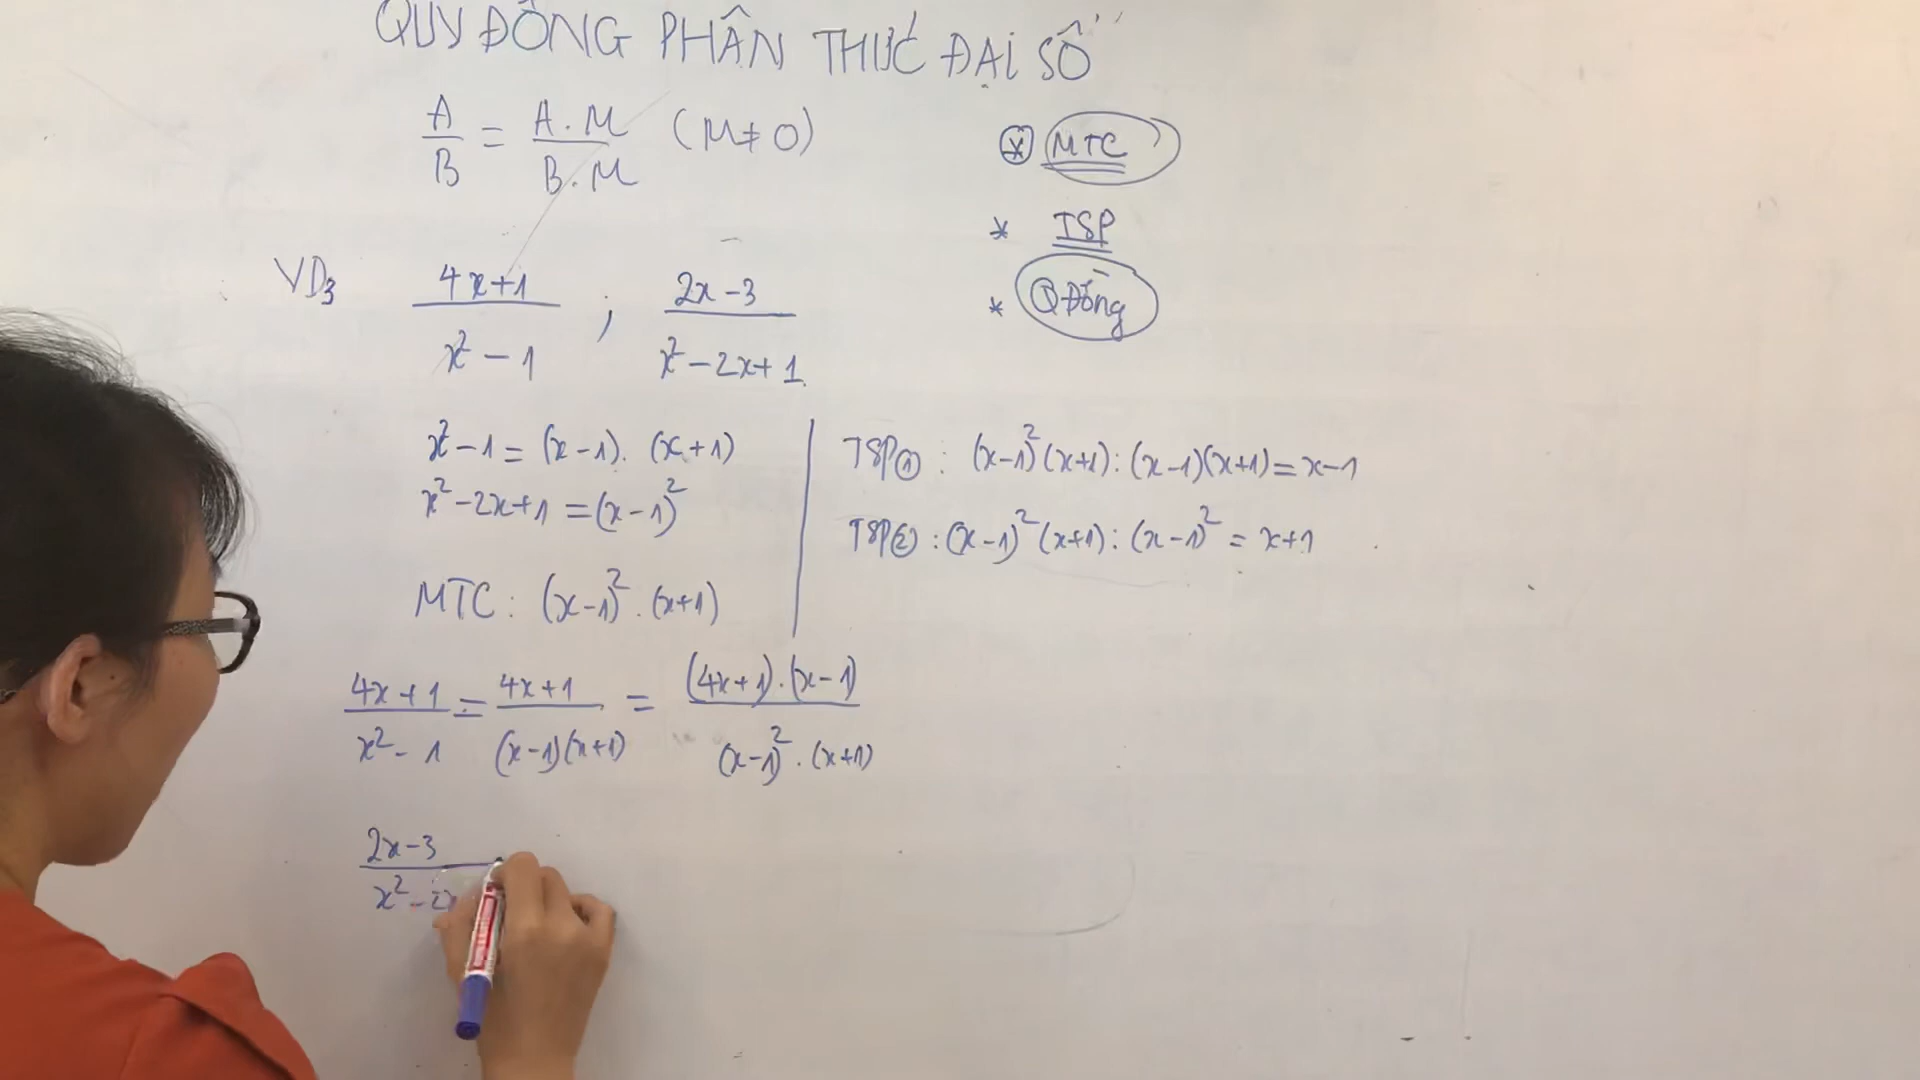 QUY ĐỒNG PHÂN THỨC ĐẠI SỐ
A/B = A.M/B.M (M ≠ 0)
* MTC
* TSP
* Q Đồng
VD3 4x+1/x² − 1 ; 2x − 3/x² − 2x + 1
x² − 1 = (x − 1). (x + 1)
x² − 2x + 1 = (x − 1)²
MTC : (x − 1)² . (x + 1)
TSP① : (x−1)²(x+1) : (x−1)(x+1) = x−1
TSP② : (x−1)²(x+1) : (x−1)² = x+1
4x + 1/x² − 1 = 4x + 1/(x−1)(x+1) = (4x+1).(x−1)/(x−1)² . (x+1)
2x − 3/x² − 2x